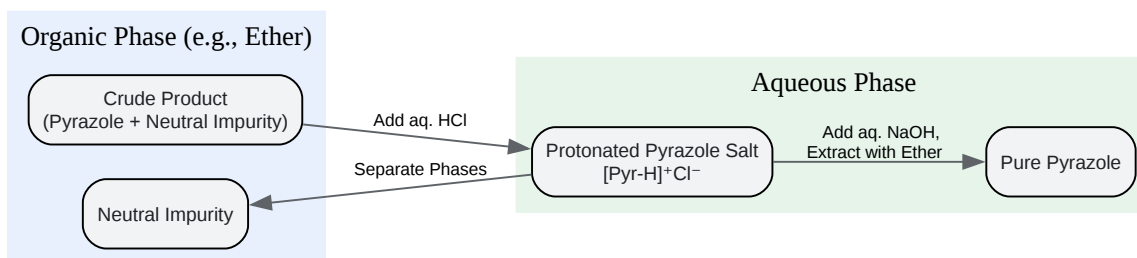 Organic Phase (e.g., Ether)
Crude Product
(Pyrazole + Neutral Impurity)
Neutral Impurity
Add aq. HCl
Separate Phases
Aqueous Phase
Protonated Pyrazole Salt
[Pyr-H]⁺Cl⁻
Add aq. NaOH,
Extract with Ether
Pure Pyrazole